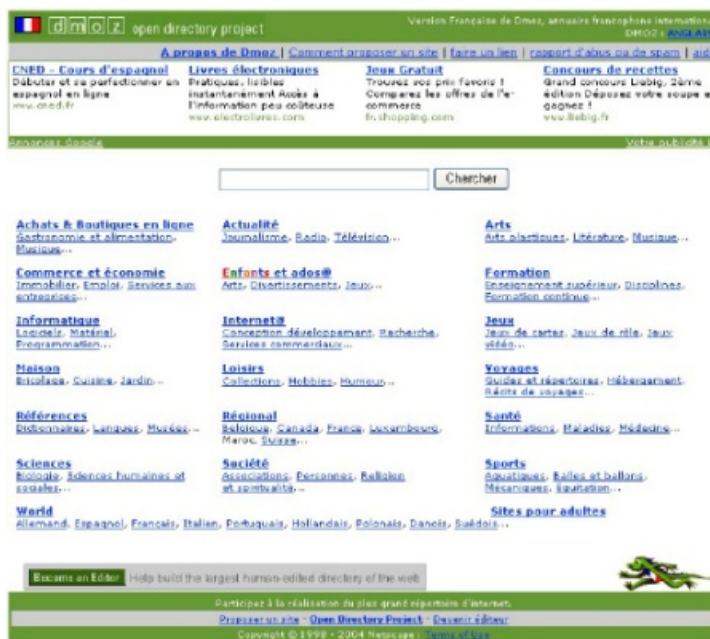 dmoz open directory project
Version Française de Dmoz, annuaire francophone internationa
DMOZ : ANGLAIS
A propos de Dmoz | Comment proposer un site | faire un lien | rapport d'abus ou de spam | aid
CNED - Cours d'espagnol
Débuter et se perfectionner en
espagnol en ligne
www.cned.fr
Livres électroniques
Pratiques, lisibles
instantanément Accès à
l'information peu coûteuse
www.electrolivres.com
Jeux Gratuit
Trouvez vos prix favoris !
Comparez les offres de l'e-
commerce
fr.shopping.com
Concours de recettes
Grand concours Liebig, 2ème
édition Déposez votre soupe e
gagnez !
www.liebig.fr
Annonces Google
Votre publicité
Chercher
Achats & Boutiques en ligne
Gastronomie et alimentation,
Musique...
Actualité
Journalisme, Radio, Télévision...
Arts
Arts plastiques, Litérature, Musique...
Commerce et économie
Immobilier, Emploi, Services aux
entreprises...
Enfants et ados@
Arts, Divertissements, Jeux...
Formation
Enseignement supérieur, Disciplines,
Formation continue...
Informatique
Logiciels, Matériel,
Programmation...
Internet@
Conception développement, Recherche,
Services commerciaux...
Jeux
Jeux de cartes, Jeux de rôle, Jeux
vidéo...
Maison
Bricolage, Cuisine, Jardin...
Loisirs
Collections, Hobbies, Humour...
Voyages
Guides et répertoires, Hébergement,
Récits de voyages...
Références
Dictionnaires, Langues, Musées...
Régional
Belgique, Canada, France, Luxembourg,
Maroc, Suisse...
Santé
Informations, Maladies, Médecine...
Sciences
Biologie, Sciences humaines et
sociales...
Société
Associations, Personnes, Religion
et spiritualité...
Sports
Aquatiques, Balles et ballons,
Mécaniques, Equitation...
World
Allemand, Espagnol, Français, Italien, Portuguais, Hollandais, Polonais, Danois, Suédois...
Sites pour adultes
Become an Editor Help build the largest human-edited directory of the web
Participez à la réalisation du plus grand répertoire d'internet.
Proposer un site - Open Directory Project - Devenir éditeur
Copyright © 1998 - 2004 Netscape : Terms of Use